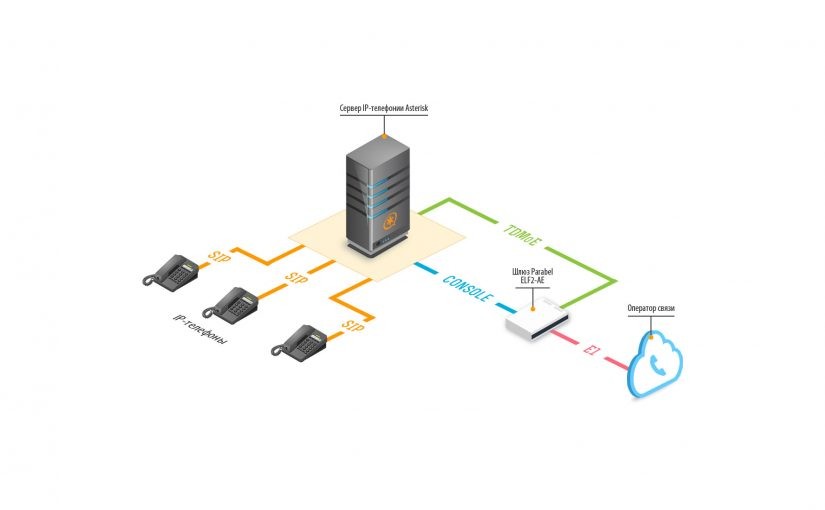 Сервер IP-телефонии Asterisk
TDMoE
SIP
SIP
SIP
CONSOLE
Шлюз Parabel
ELF2-AE
Оператор связи
IP-телефоны
E1